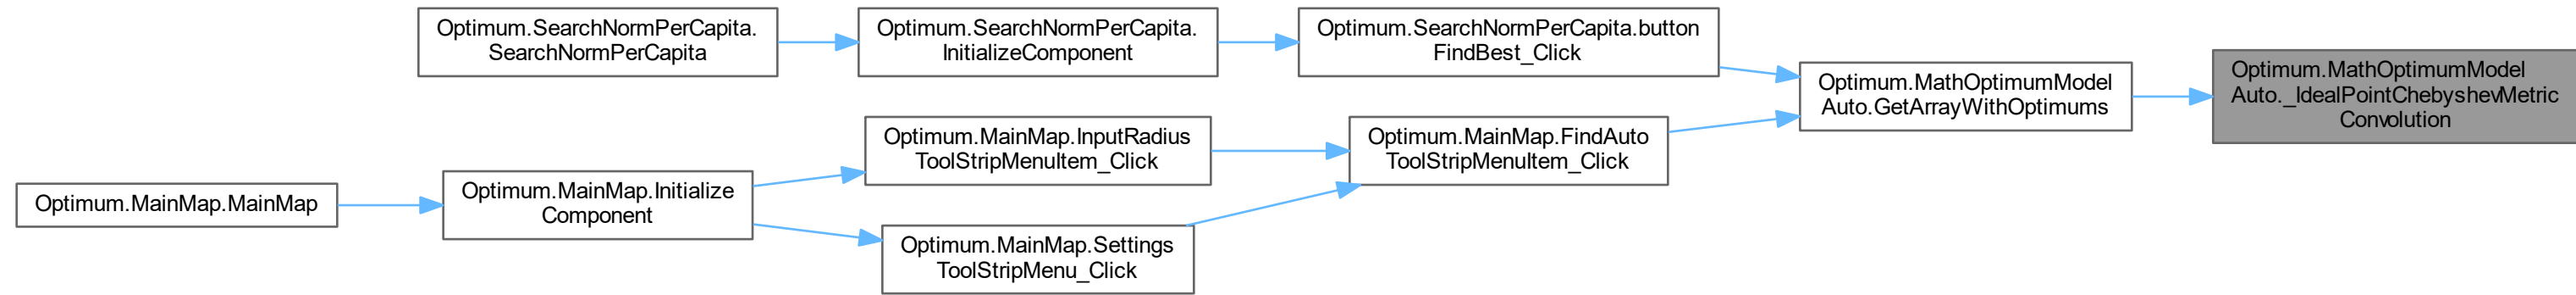 Optimum.SearchNormPerCapita.
SearchNormPerCapita
Optimum.SearchNormPerCapita.
InitializeComponent
Optimum.SearchNormPerCapita.button
FindBest_Click
Optimum.MathOptimumModel
Auto.GetArrayWithOptimums
Optimum.MathOptimumModel
Auto._IdealPointChebyshevMetric
Convolution
Optimum.MainMap.InputRadius
ToolStripMenuItem_Click
Optimum.MainMap.FindAuto
ToolStripMenuItem_Click
Optimum.MainMap.MainMap
Optimum.MainMap.Initialize
Component
Optimum.MainMap.Settings
ToolStripMenu_Click